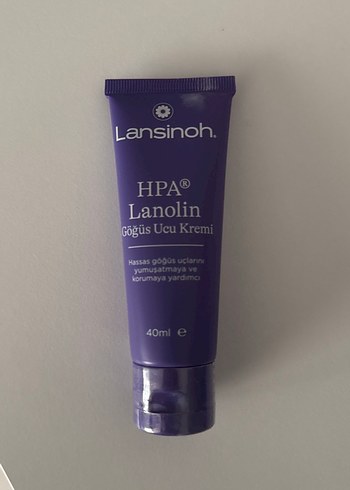 Lansinoh.
HPA®
Lanolin
Göğüs Ucu Kremi
Hassas göğüs uçlarını
yumuşatmaya ve
korumaya yardımcı
40ml e